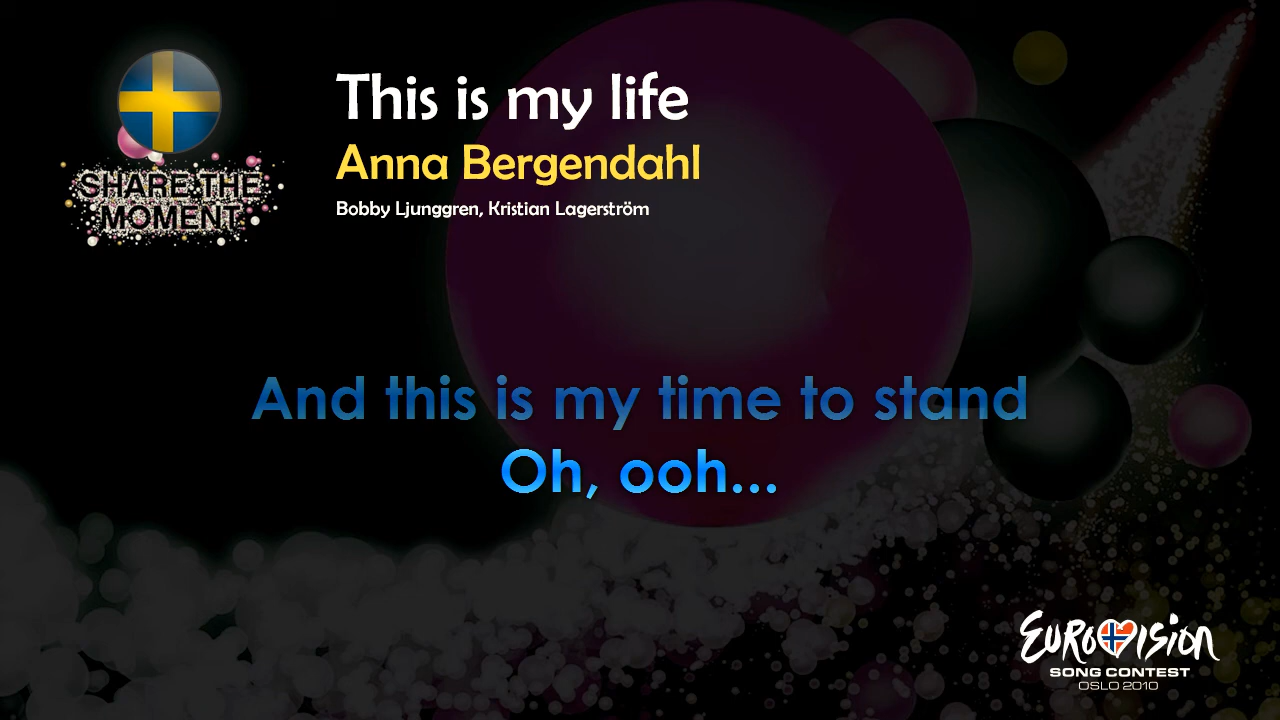 This is my life
Anna Bergendahl
Bobby Ljunggren, Kristian Lagerström
SHARE THE
MOMENT
And this is my time to stand
Oh, ooh...
EUROVISION
SONG CONTEST
OSLO 2010